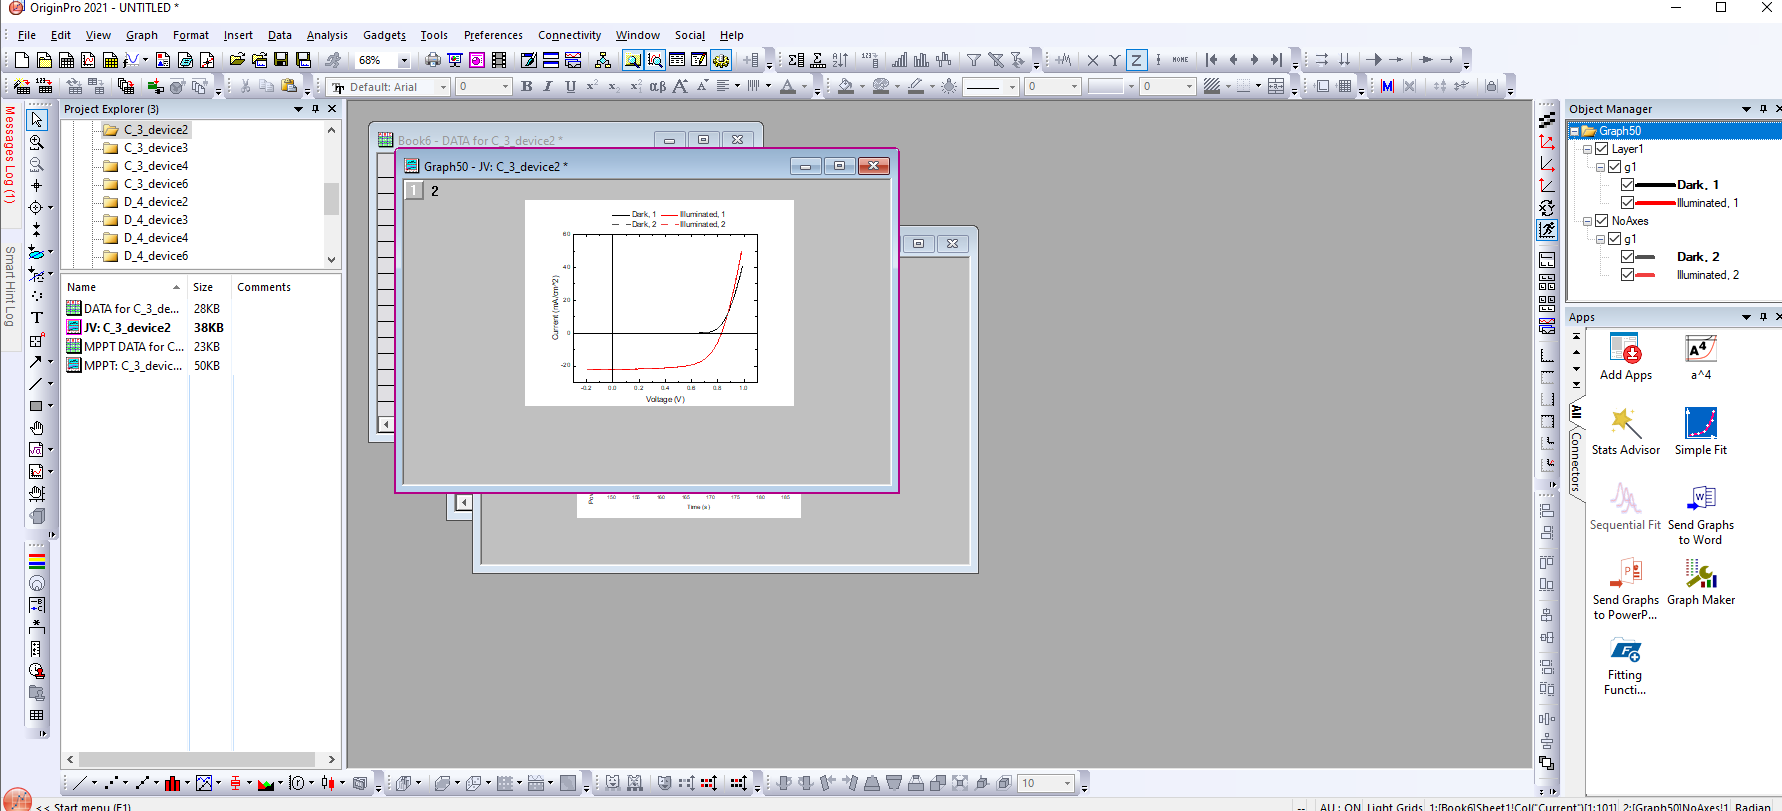 OriginPro 2021 - UNTITLED *
File Edit View Graph Format Insert Data Analysis Gadgets Tools Preferences Connectivity Window Social Help
68%
HOME
Default: Arial 0 B I U αβ A 0 0
Messages Log (1)
Smart Hint Log
Project Explorer (3)
C_3_device2
C_3_device3
C_3_device4
C_3_device6
D_4_device2
D_4_device3
D_4_device4
D_4_device6
Name Size Comments
DATA for C_3_de... 28KB
JV: C_3_device2 38KB
MPPT DATA for C... 23KB
MPPT: C_3_devic... 50KB
Book6 - DATA for C_3_device2 *
Graph50 - JV: C_3_device2 *
1 2
Dark, 1 Illuminated, 1
Dark, 2 Illuminated, 2
60
40
20
0
-20
Current (mA/cm^2)
-0.2 0.0 0.2 0.4 0.6 0.8 1.0
Voltage (V)
150 155 160 165 170 175 180 185
Time (s)
Object Manager
Graph50
Layer1
g1
Dark, 1
Illuminated, 1
NoAxes
g1
Dark, 2
Illuminated, 2
Apps
All
Connectors
Add Apps
a^4
Stats Advisor
Simple Fit
Sequential Fit
Send Graphs to Word
Send Graphs to PowerP...
Graph Maker
Fitting Functi...
10
<< Start menu (F1)
-- AU : ON Light Grids 1:[Book6]Sheet1!Col("Current")[1:101] 2:[Graph50]NoAxes!1 Radian